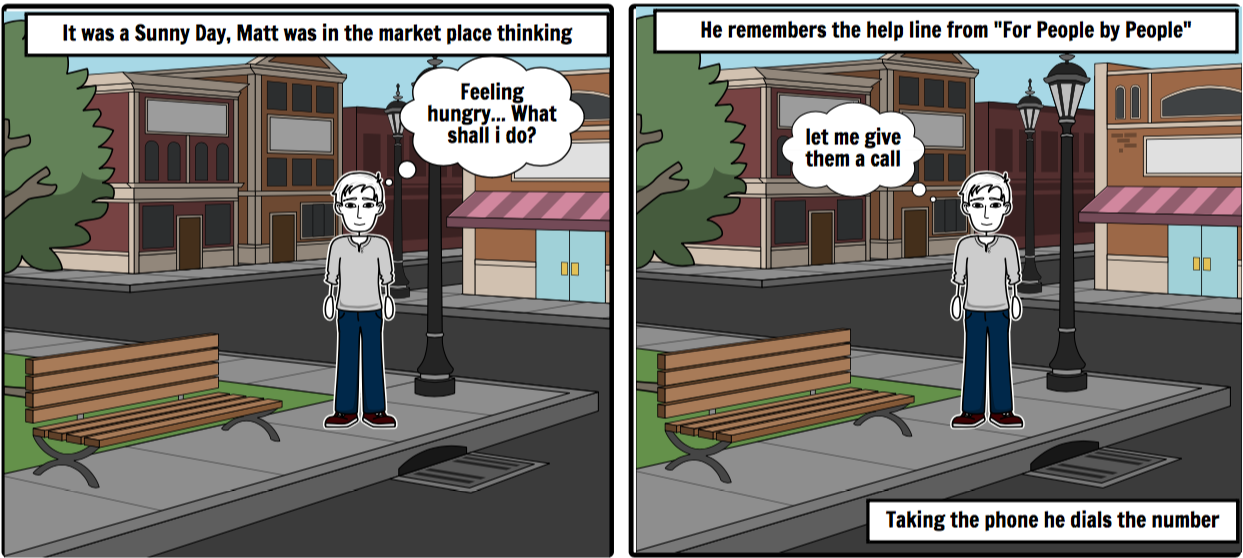 It was a Sunny Day, Matt was in the market place thinking
Feeling
hungry... What
shall i do?
He remembers the help line from "For People by People"
let me give
them a call
Taking the phone he dials the number